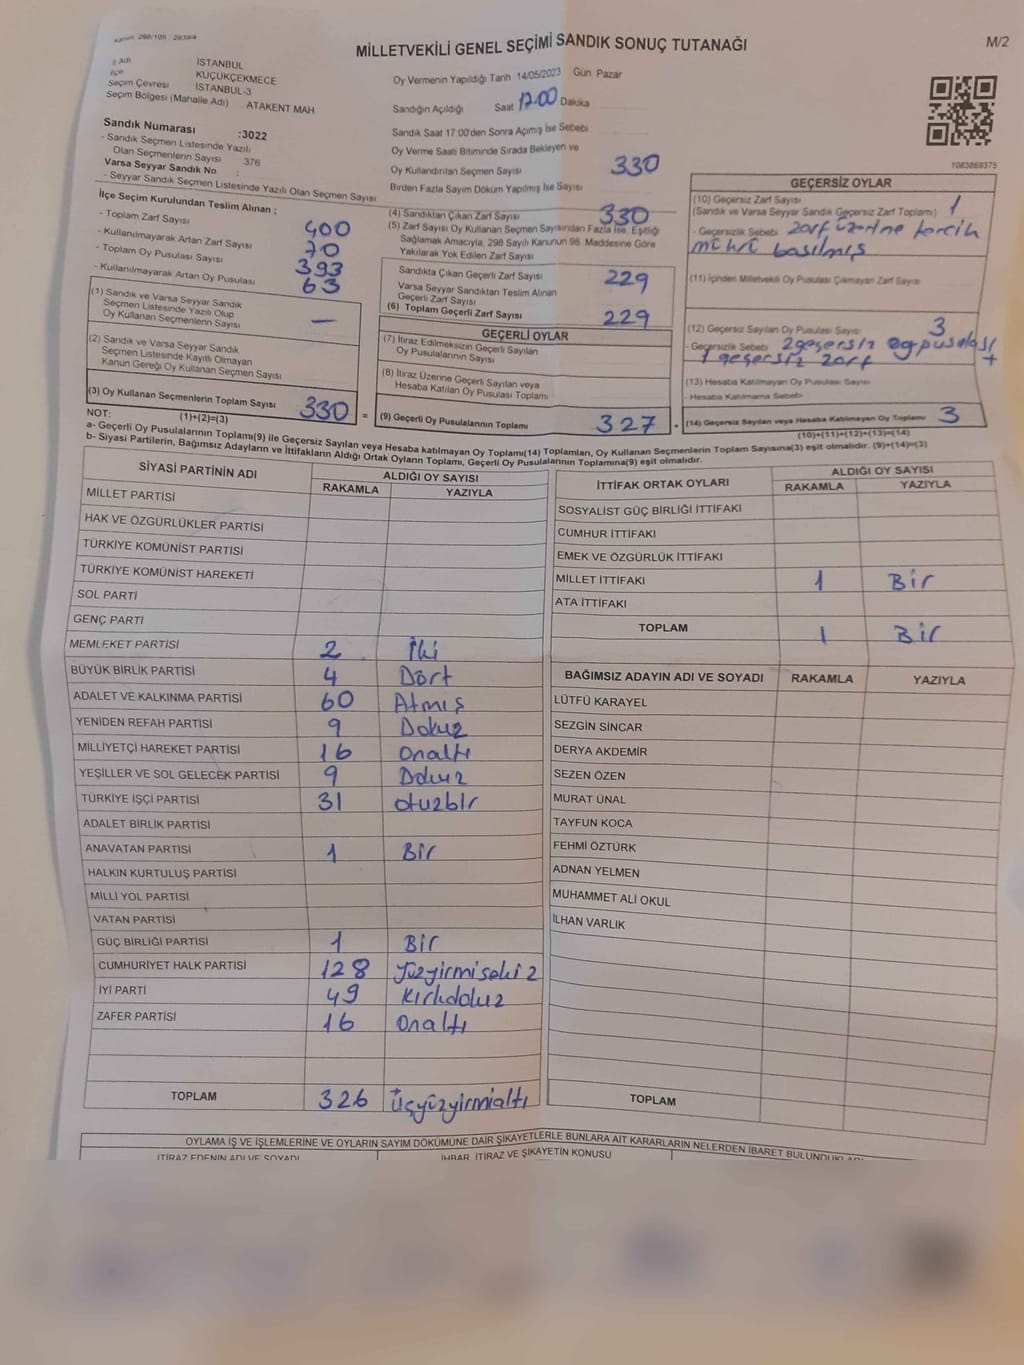 Kanun: 298/105 : 2839/4
MİLLETVEKİLİ GENEL SEÇİMİ SANDIK SONUÇ TUTANAĞI
M/2
İl Adı İSTANBUL
İlçe KÜÇÜKÇEKMECE
Seçim Çevresi İSTANBUL-3
Seçim Bölgesi (Mahalle Adı) ATAKENT MAH
Sandık Numarası :3022
- Sandık Seçmen Listesinde Yazılı
Olan Seçmenlerin Sayısı 376
Varsa Seyyar Sandık No :
- Seyyar Sandık Seçmen Listesinde Yazılı Olan Seçmen Sayısı
Oy Vermenin Yapıldığı Tarih 14/05/2023 Gün Pazar
Sandığın Açıldığı Saat 17:00 Dakika
Sandık Saat 17:00'den Sonra Açmış İse Sebebi
Oy Verme Saati Bitiminde Sırada Bekleyen ve
Oy Kullandırılan Seçmen Sayısı 330
Birden Fazla Sayım Döküm Yapılmış İse Sayısı
1083868375
İlçe Seçim Kurulundan Teslim Alınan ;
- Toplam Zarf Sayısı 400
- Kullanılmayarak Artan Zarf Sayısı 70
- Toplam Oy Pusulası Sayısı 393
- Kullanılmayarak Artan Oy Pusulası 63
(1) Sandık ve Varsa Seyyar Sandık
Seçmen Listesinde Yazılı Olup
Oy Kullanan Seçmenlerin Sayısı —
(2) Sandık ve Varsa Seyyar Sandık
Seçmen Listesinde Kayıtlı Olmayan
Kanun Gereği Oy Kullanan Seçmen Sayısı
(3) Oy Kullanan Seçmenlerin Toplam Sayısı 330 =
(1)+(2)=(3)
(4) Sandıktan Çıkan Zarf Sayısı 330
(5) Zarf Sayısı Oy Kullanan Seçmen Sayısından Fazla İse, Eşitliği
Sağlamak Amacıyla, 298 Sayılı Kanunun 98. Maddesine Göre
Yakılarak Yok Edilen Zarf Sayısı
Sandıkta Çıkan Geçerli Zarf Sayısı 229
Varsa Seyyar Sandıktan Teslim Alınan
Geçerli Zarf Sayısı
(6) Toplam Geçerli Zarf Sayısı 229
GEÇERLİ OYLAR
(7) İtiraz Edilmeksizin Geçerli Sayılan
Oy Pusulalarının Sayısı
(8) İtiraz Üzerine Geçerli Sayılan veya
Hesaba Katılan Oy Pusulası Toplamı
(9) Geçerli Oy Pusulalarının Toplamı 327 +
GEÇERSİZ OYLAR
(10) Geçersiz Zarf Sayısı
(Sandık ve Varsa Seyyar Sandık Geçersiz Zarf Toplamı) 1
- Geçersizlik Sebebi zarf üzerine tercih
mührü basılmış
(11) İçinden Milletvekili Oy Pusulası Çıkmayan Zarf Sayısı
(12) Geçersiz Sayılan Oy Pusulası Sayısı 3
- Geçersizlik Sebebi 2 geçersiz oy pusulası
+
1 geçersiz zarf
(13) Hesaba Katılmayan Oy Pusulası Sayısı
- Hesaba Katılmama Sebebi
(14) Geçersiz Sayılan veya Hesaba Katılmayan Oy Toplamı 3
(10)+(11)+(12)+(13)=(14)
NOT:
a- Geçerli Oy Pusulalarının Toplamı(9) ile Geçersiz Sayılan veya Hesaba katılmayan Oy Toplamı(14) Toplamları, Oy Kullanan Seçmenlerin Toplam Sayısına(3) eşit olmalıdır. (9)+(14)=(3)
b- Siyasi Partilerin, Bağımsız Adayların ve İttifakların Aldığı Ortak Oyların Toplamı, Geçerli Oy Pusulalarının Toplamına(9) eşit olmalıdır.
SİYASİ PARTİNİN ADI ALDIĞI OY SAYISI
RAKAMLA YAZIYLA
MİLLET PARTİSİ
HAK VE ÖZGÜRLÜKLER PARTİSİ
TÜRKİYE KOMÜNİST PARTİSİ
TÜRKİYE KOMÜNİST HAREKETİ
SOL PARTİ
GENÇ PARTİ
MEMLEKET PARTİSİ 2 İki
BÜYÜK BİRLİK PARTİSİ 4 Dört
ADALET VE KALKINMA PARTİSİ 60 Atmış
YENİDEN REFAH PARTİSİ 9 Dokuz
MİLLİYETÇİ HAREKET PARTİSİ 16 Onaltı
YEŞİLLER VE SOL GELECEK PARTİSİ 9 Dokuz
TÜRKİYE İŞÇİ PARTİSİ 31 otuzbir
ADALET BİRLİK PARTİSİ
ANAVATAN PARTİSİ 1 Bir
HALKIN KURTULUŞ PARTİSİ
MİLLİ YOL PARTİSİ
VATAN PARTİSİ
GÜÇ BİRLİĞİ PARTİSİ 1 Bir
CUMHURİYET HALK PARTİSİ 128 yüzyirmisekiz
İYİ PARTİ 49 Kırkdokuz
ZAFER PARTİSİ 16 Onaltı
TOPLAM 326 Üçyüzyirmialtı
İTTİFAK ORTAK OYLARI ALDIĞI OY SAYISI
RAKAMLA YAZIYLA
SOSYALİST GÜÇ BİRLİĞİ İTTİFAKI
CUMHUR İTTİFAKI
EMEK VE ÖZGÜRLÜK İTTİFAKI
MİLLET İTTİFAKI 1 Bir
ATA İTTİFAKI
TOPLAM 1 Bir
BAĞIMSIZ ADAYIN ADI VE SOYADI RAKAMLA YAZIYLA
LÜTFÜ KARAYEL
SEZGİN SİNCAR
DERYA AKDEMİR
SEZEN ÖZEN
MURAT ÜNAL
TAYFUN KOCA
FEHMİ ÖZTÜRK
ADNAN YELMEN
MUHAMMET ALİ OKUL
İLHAN VARLIK
TOPLAM
OYLAMA İŞ VE İŞLEMLERİNE VE OYLARIN SAYIM DÖKÜMÜNE DAİR ŞİKAYETLERLE BUNLARA AİT KARARLARIN NELERDEN İBARET BULUNDUKLARI
İTİRAZ EDENİN ADI VE SOYADI İHBAR, İTİRAZ VE ŞİKAYETİN KONUSU